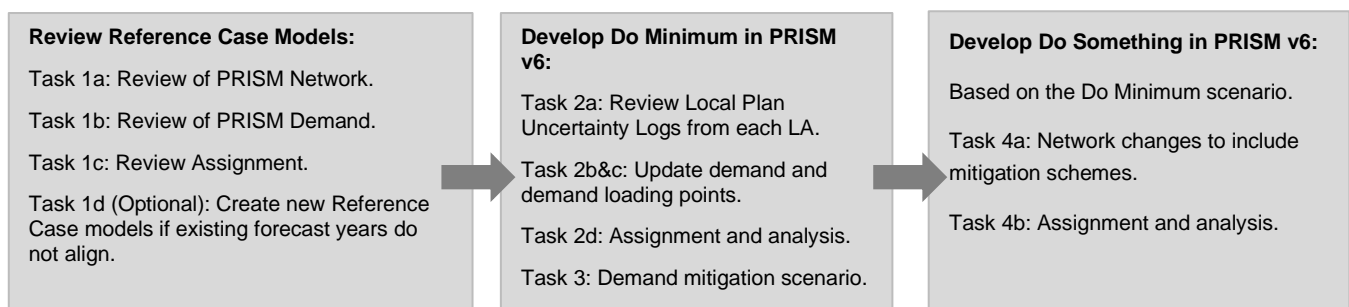 Review Reference Case Models:
Task 1a: Review of PRISM Network.
Task 1b: Review of PRISM Demand.
Task 1c: Review Assignment.
Task 1d (Optional): Create new Reference
Case models if existing forecast years do
not align.
Develop Do Minimum in PRISM
v6:
Task 2a: Review Local Plan
Uncertainty Logs from each LA.
Task 2b&c: Update demand and
demand loading points.
Task 2d: Assignment and analysis.
Task 3: Demand mitigation scenario.
Develop Do Something in PRISM v6:
Based on the Do Minimum scenario.
Task 4a: Network changes to include
mitigation schemes.
Task 4b: Assignment and analysis.